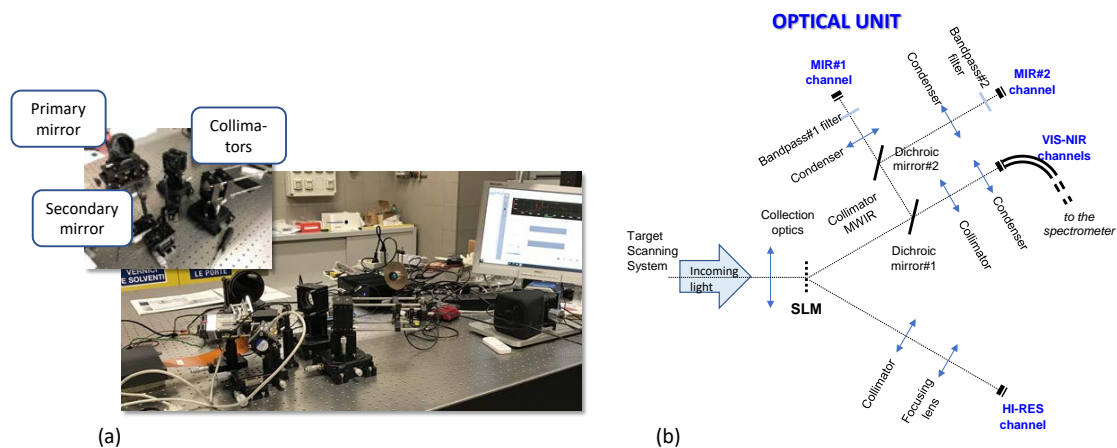 Primary
mirror
Collima-
tors
Secondary
mirror
VERNICI
E SOLVENTI
LE PORTE
(a)
OPTICAL UNIT
MIR#1
channel
Bandpass#1 filter
Condenser
Condenser
Bandpass#2
filter
MIR#2
channel
VIS-NIR
channels
Dichroic
mirror#2
Collimator
MWIR
to the
spectrometer
Condenser
Collimator
Dichroic
mirror#1
Collection
optics
Target
Scanning
System
Incoming
light
SLM
Collimator
Focusing
lens
HI-RES
channel
(b)